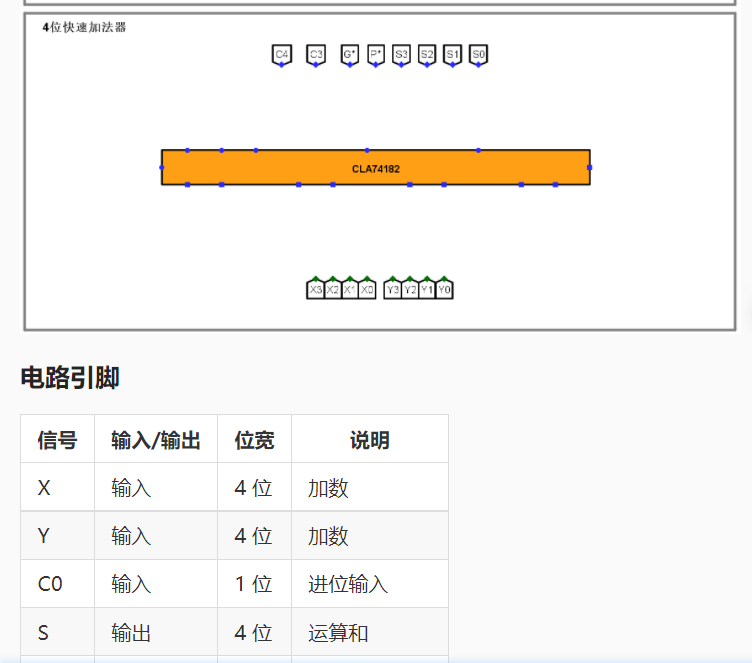 4位快速加法器
C4 C3 G* P* S3 S2 S1 S0
CLA74182
X3 X2 X1 X0 Y3 Y2 Y1 Y0
电路引脚
信号 输入/输出 位宽 说明
X 输入 4 位 加数
Y 输入 4 位 加数
C0 输入 1 位 进位输入
S 输出 4 位 运算和